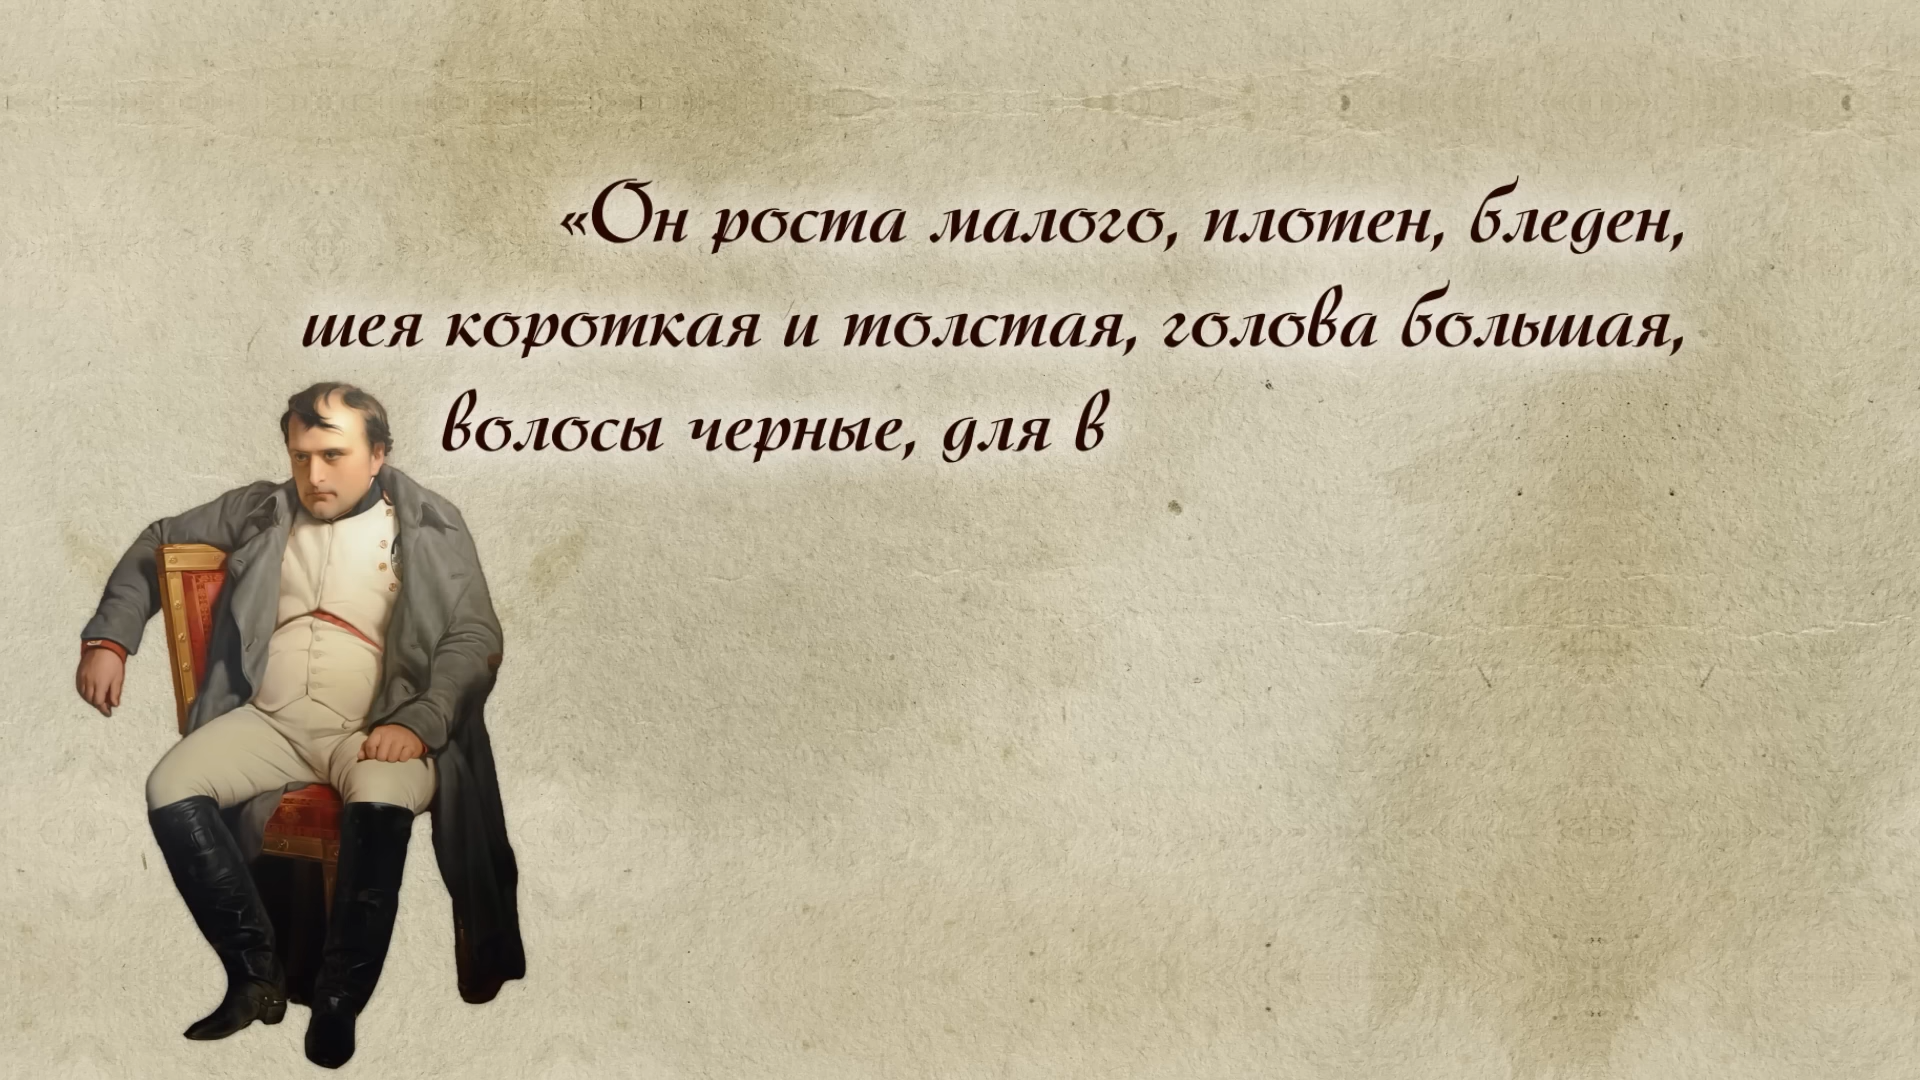 «Он роста малого, плотен, бледен,
шея короткая и толстая, голова большая,
волосы черные, для в